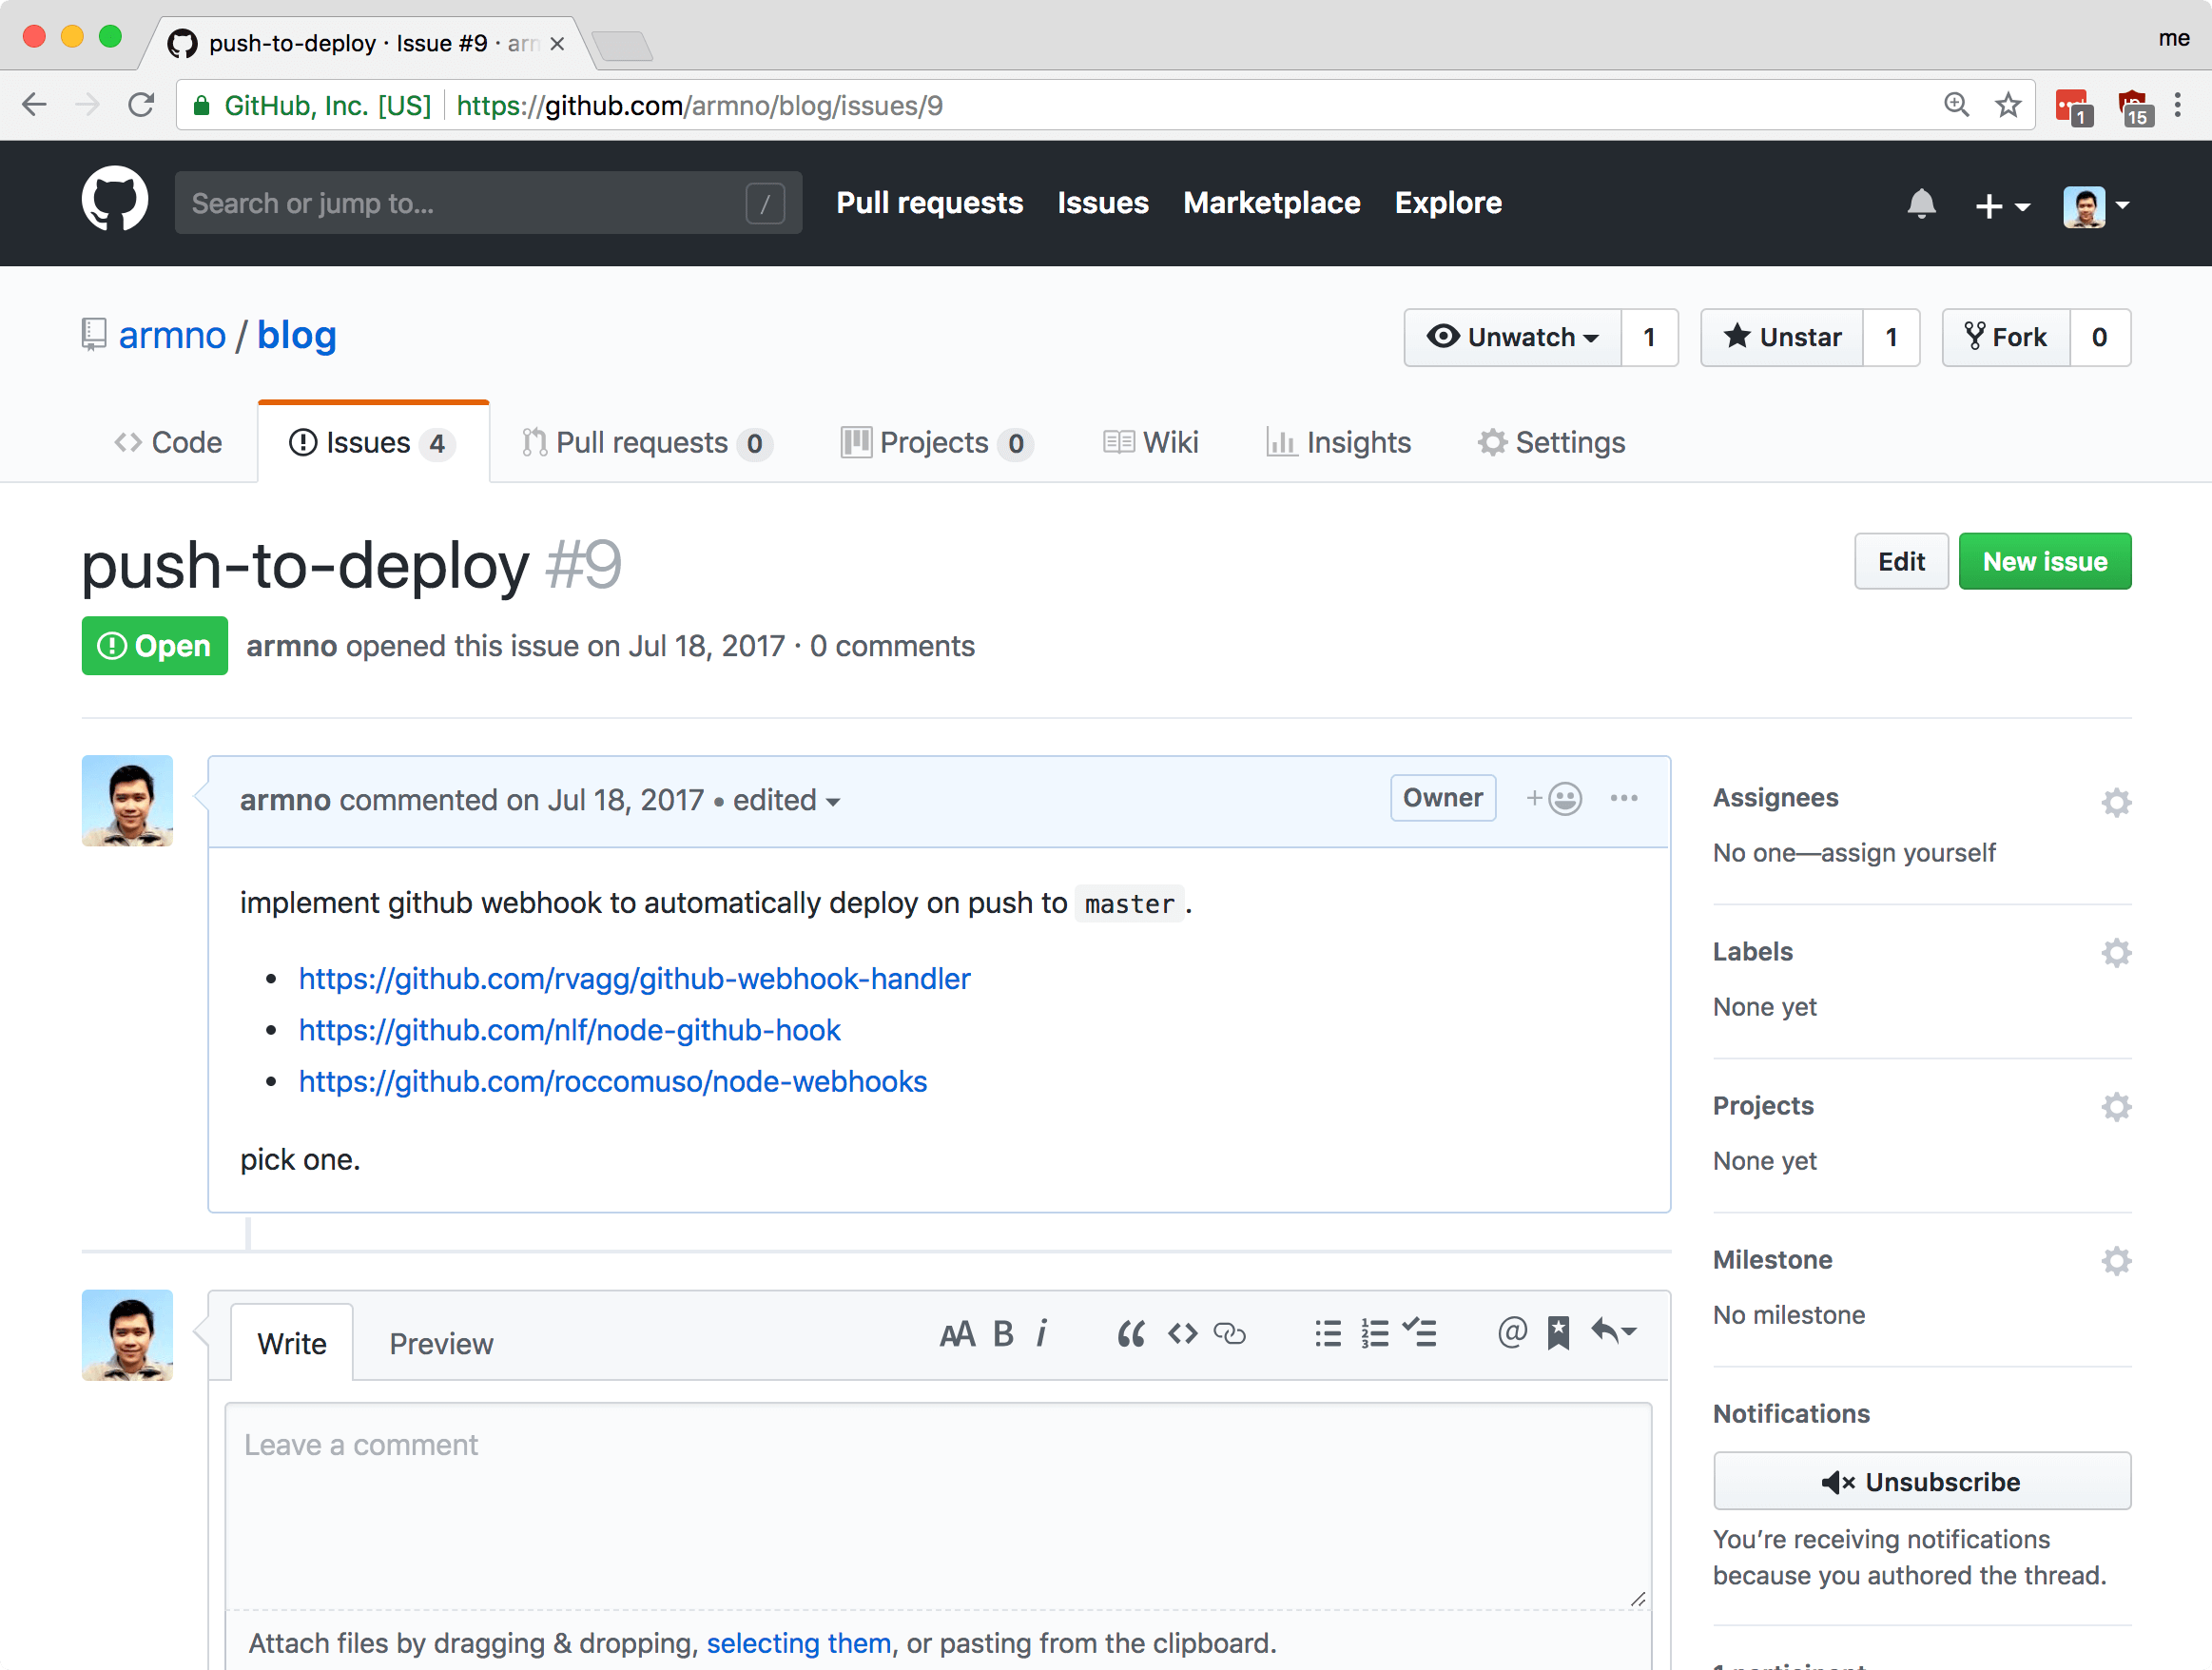 push-to-deploy · Issue #9 · arm
me
GitHub, Inc. [US] https://github.com/armno/blog/issues/9
1
15
Search or jump to... /
Pull requests Issues Marketplace Explore
armno / blog
Unwatch 1 Unstar 1 Fork 0
Code Issues 4 Pull requests 0 Projects 0 Wiki Insights Settings
push-to-deploy #9
Edit New issue
Open armno opened this issue on Jul 18, 2017 · 0 comments
armno commented on Jul 18, 2017 • edited Owner
implement github webhook to automatically deploy on push to master.
• https://github.com/rvagg/github-webhook-handler
• https://github.com/nlf/node-github-hook
• https://github.com/roccomuso/node-webhooks
pick one.
Write Preview
Leave a comment
Attach files by dragging & dropping, selecting them, or pasting from the clipboard.
Assignees
No one—assign yourself
Labels
None yet
Projects
None yet
Milestone
No milestone
Notifications
Unsubscribe
You’re receiving notifications
because you authored the thread.
1 participant